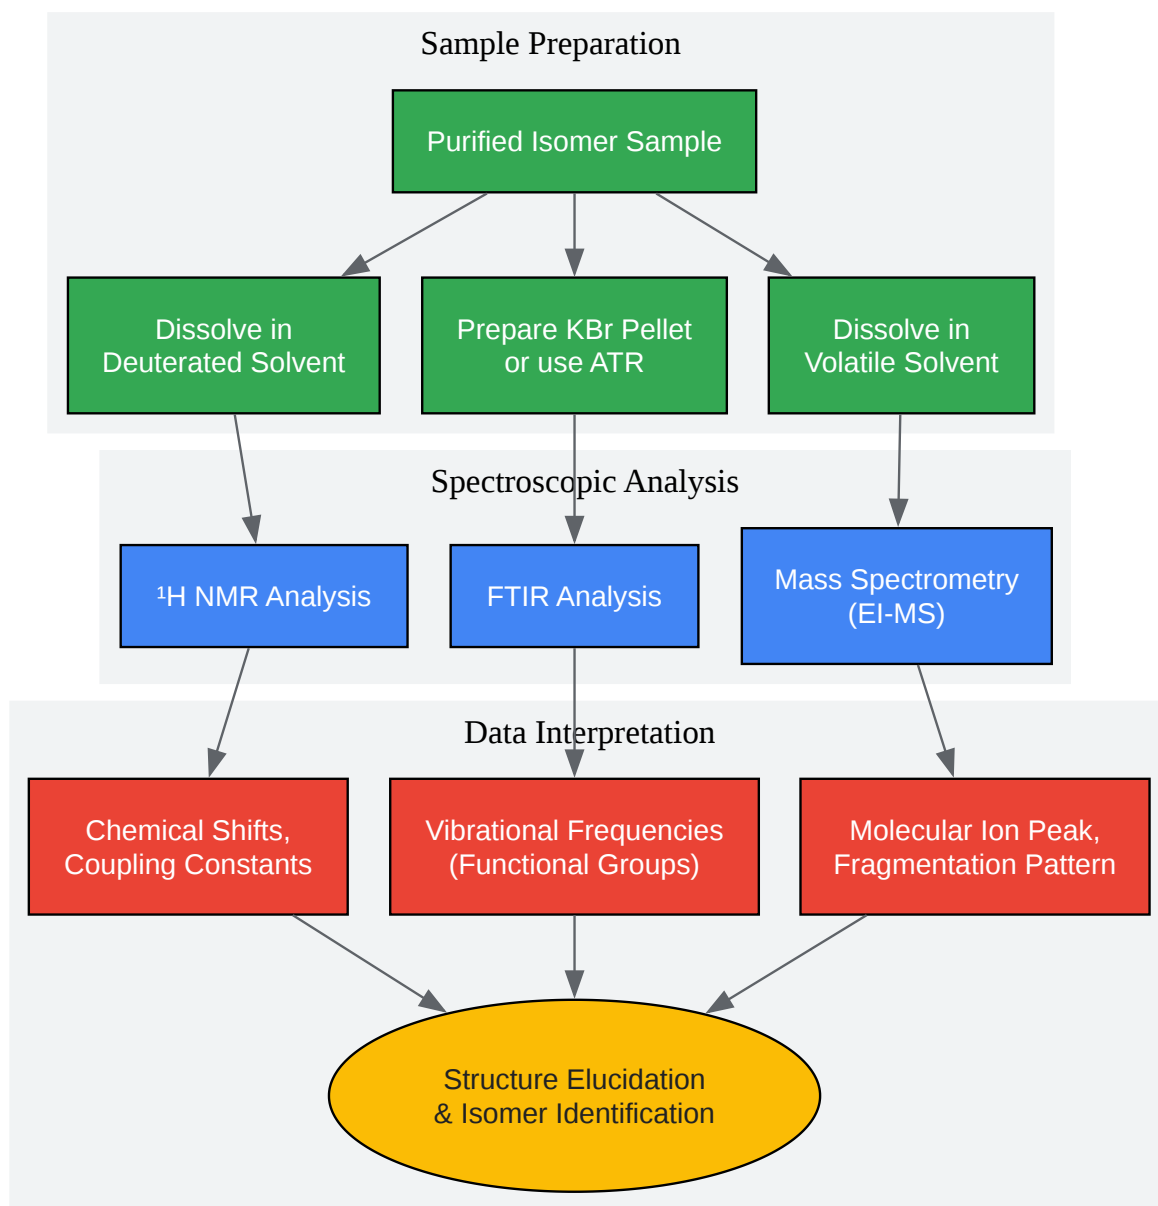 Sample Preparation
Purified Isomer Sample
Dissolve in
Deuterated Solvent
Prepare KBr Pellet
or use ATR
Dissolve in
Volatile Solvent
Spectroscopic Analysis
¹H NMR Analysis
FTIR Analysis
Mass Spectrometry
(EI-MS)
Data Interpretation
Chemical Shifts,
Coupling Constants
Vibrational Frequencies
(Functional Groups)
Molecular Ion Peak,
Fragmentation Pattern
Structure Elucidation
& Isomer Identification